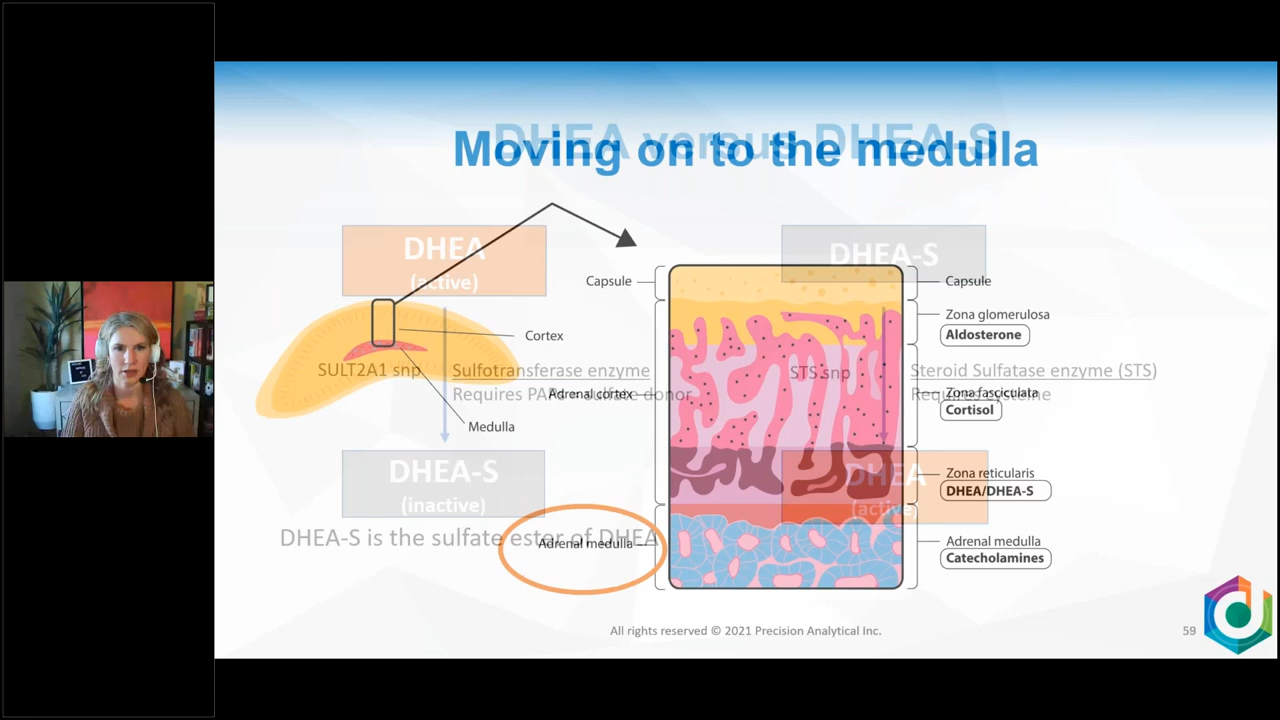 DHEA versus DHEA-S
Moving on to the medulla
DHEA
(active)
DHEA-S
Capsule
Capsule
Zona glomerulosa
Aldosterone
Cortex
SULT2A1 snp
Sulfotransferase enzyme
STS snp
Steroid Sulfatase enzyme (STS)
Requires PAPs sulfate donor
Adrenal cortex
Zona fasciculata
Cortisol
Medulla
DHEA-S
(inactive)
DHEA
(active)
Zona reticularis
DHEA/DHEA-S
DHEA-S is the sulfate ester of DHEA
Adrenal medulla
Adrenal medulla
Catecholamines
All rights reserved © 2021 Precision Analytical Inc.
59